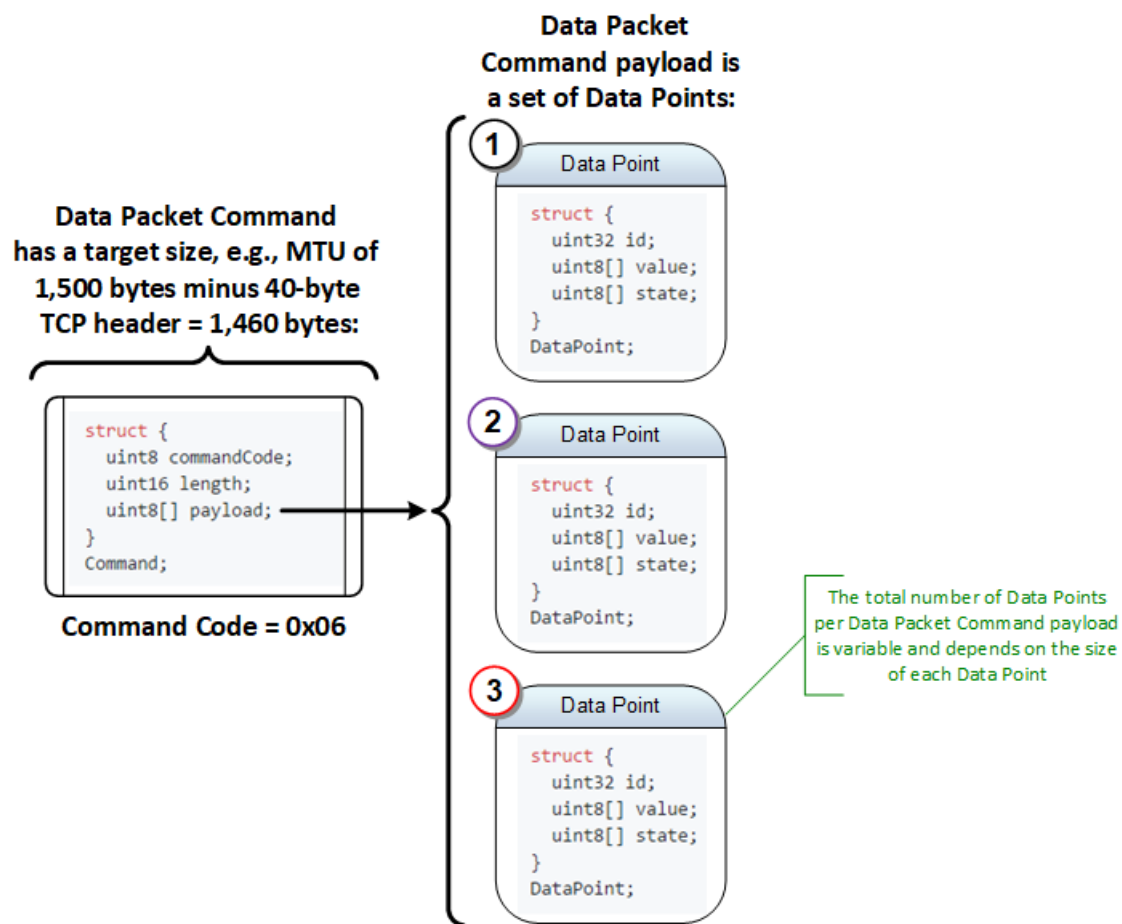 Data Packet
Command payload is
a set of Data Points:
Data Packet Command
has a target size, e.g., MTU of
1,500 bytes minus 40-byte
TCP header = 1,460 bytes:
struct {
uint8 commandCode;
uint16 length;
uint8[] payload;
}
Command;
Command Code = 0x06
1
Data Point
struct {
uint32 id;
uint8[] value;
uint8[] state;
}
DataPoint;
2
Data Point
struct {
uint32 id;
uint8[] value;
uint8[] state;
}
DataPoint;
3
Data Point
struct {
uint32 id;
uint8[] value;
uint8[] state;
}
DataPoint;
The total number of Data Points
per Data Packet Command payload
is variable and depends on the size
of each Data Point